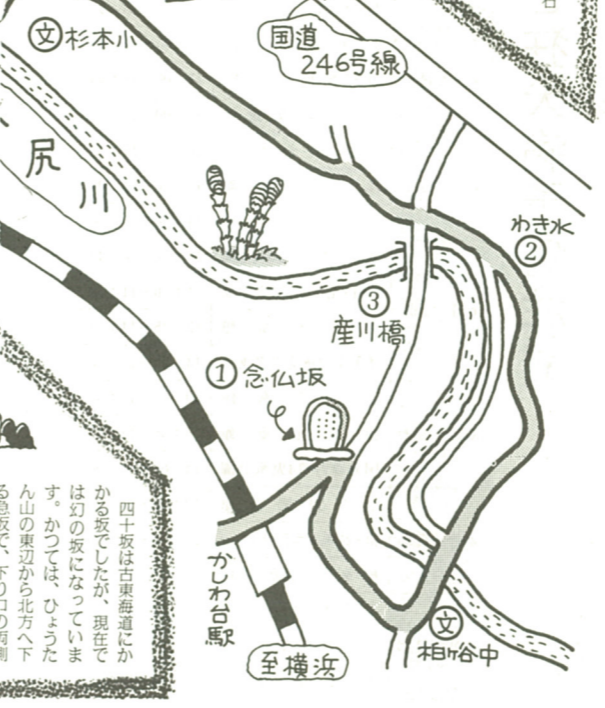 文 杉本小
国道
246号線
尻川
わき水
②
③
産川橋
① 念仏坂
かしわ台駅
至横浜
文
柏ケ谷中
四十坂は古東海道にか
かる坂でしたが、現在で
は幻の坂になっていま
す。かつては、ひょうた
ん山の東辺から北方へ下
る急坂で、下り口の両側